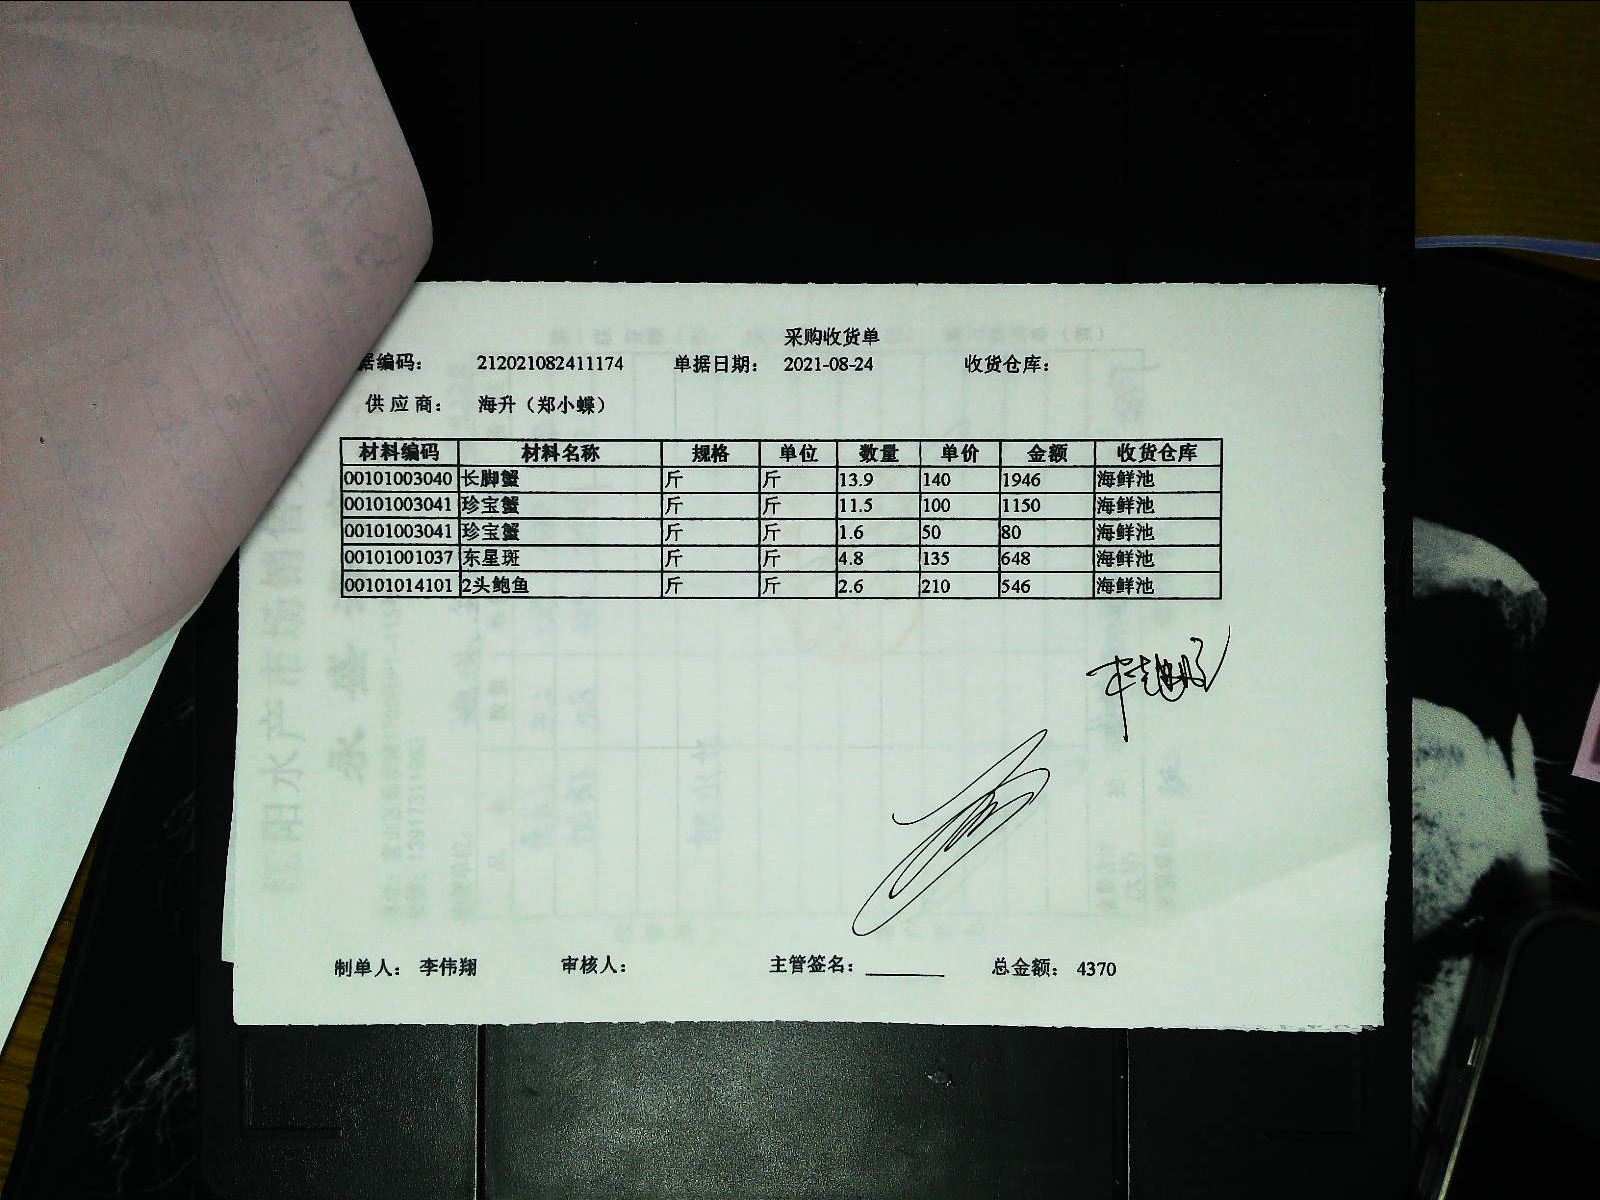 采购收货单
据编码： 212021082411174 单据日期： 2021-08-24 收货仓库：
供应商： 海升（郑小蝶）
材料编码 材料名称 规格 单位 数量 单价 金额 收货仓库
00101003040 长脚蟹 斤 斤 13.9 140 1946 海鲜池
00101003041 珍宝蟹 斤 斤 11.5 100 1150 海鲜池
00101003041 珍宝蟹 斤 斤 1.6 50 80 海鲜池
00101001037 东星斑 斤 斤 4.8 135 648 海鲜池
00101014101 2头鲍鱼 斤 斤 2.6 210 546 海鲜池
制单人： 李伟翔 审核人： 主管签名： 总金额： 4370